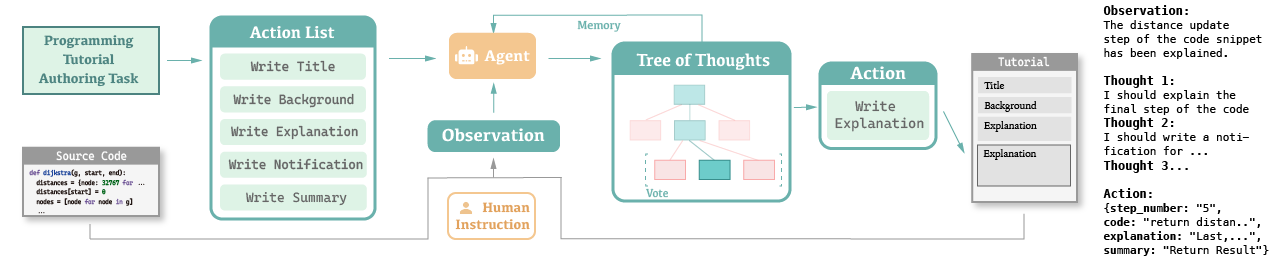 Programming
Tutorial
Authoring Task
Source Code
def dijkstra(g, start, end):
distances = {node: 32767 for ...
distances[start] = 0
nodes = [node for node in g]
...
Action List
Write Title
Write Background
Write Explanation
Write Notification
Write Summary
Memory
Agent
Observation
Human
Instruction
Tree of Thoughts
Vote
Action
Write
Explanation
Tutorial
Title
Background
Explanation
Explanation
Observation:
The distance update
step of the code snippet
has been explained.
Thought 1:
I should explain the
final step of the code
Thought 2:
I should write a noti-
fication for ...
Thought 3...
Action:
{step_number: "5",
code: "return distan..",
explanation: "Last,...",
summary: "Return Result"}